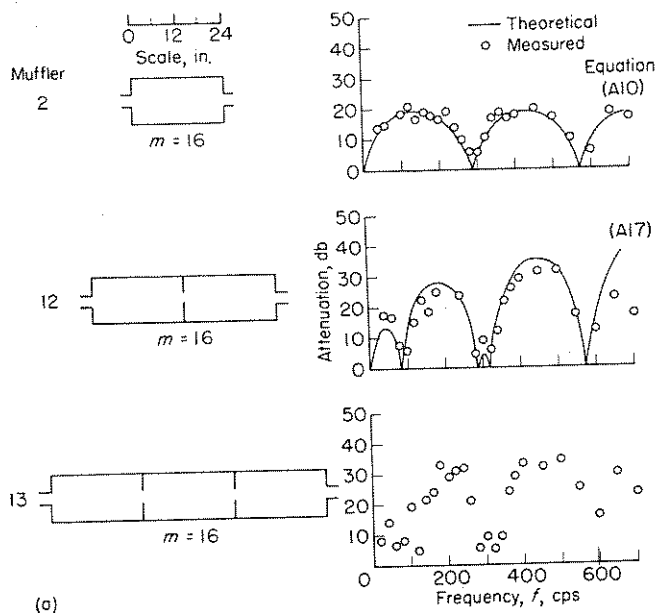 0 12 24
Scale, in.
Muffler
2
m = 16
Theoretical
Measured
Equation
(A10)
50
40
30
20
10
0
12
m = 16
Attenuation, db
(A17)
50
40
30
20
10
0
13
m = 16
50
40
30
20
10
0 200 400 600
Frequency, f, cps
(a)